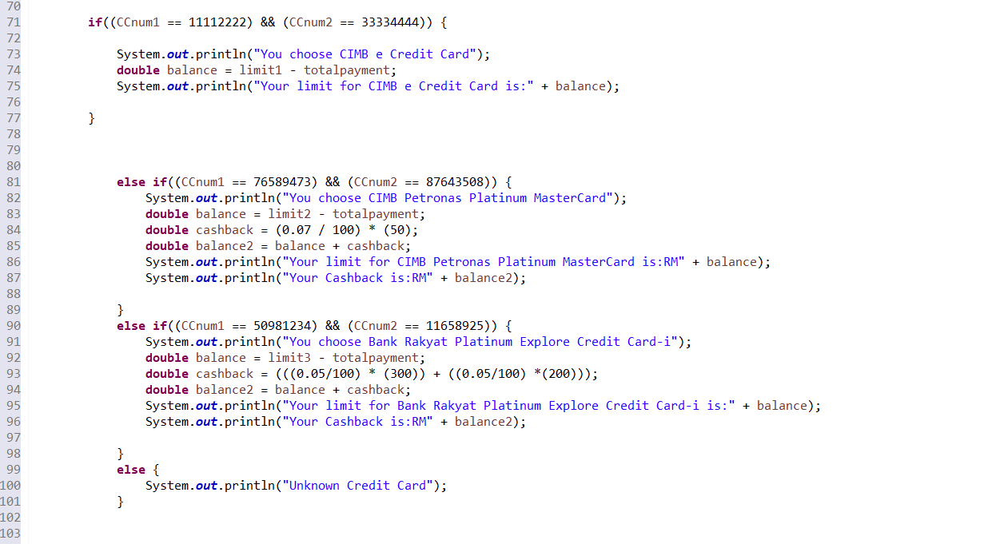 70
71 if((CCnum1 == 11112222) && (CCnum2 == 33334444)) {
72
73 System.out.println("You choose CIMB e Credit Card");
74 double balance = limit1 - totalpayment;
75 System.out.println("Your limit for CIMB e Credit Card is:" + balance);
76
77 }
78
79
80
81 else if((CCnum1 == 76589473) && (CCnum2 == 87643508)) {
82 System.out.println("You choose CIMB Petronas Platinum MasterCard");
83 double balance = limit2 - totalpayment;
84 double cashback = (0.07 / 100) * (50);
85 double balance2 = balance + cashback;
86 System.out.println("Your limit for CIMB Petronas Platinum MasterCard is:RM" + balance);
87 System.out.println("Your Cashback is:RM" + balance2);
88
89 }
90 else if((CCnum1 == 50981234) && (CCnum2 == 11658925)) {
91 System.out.println("You choose Bank Rakyat Platinum Explore Credit Card-i");
92 double balance = limit3 - totalpayment;
93 double cashback = (((0.05/100) * (300)) + ((0.05/100) *(200)));
94 double balance2 = balance + cashback;
95 System.out.println("Your limit for Bank Rakyat Platinum Explore Credit Card-i is:" + balance);
96 System.out.println("Your Cashback is:RM" + balance2);
97
98 }
99 else {
100 System.out.println("Unknown Credit Card");
101 }
102
103